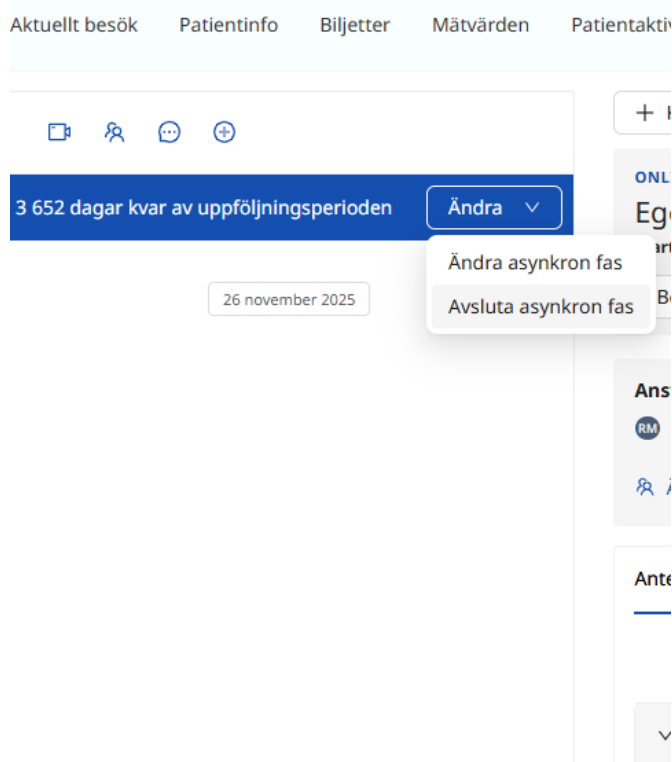 Aktuellt besök Patientinfo Biljetter Mätvärden
3 652 dagar kvar av uppföljningsperioden Ändra
Ändra asynkron fas
Avsluta asynkron fas
26 november 2025
RM